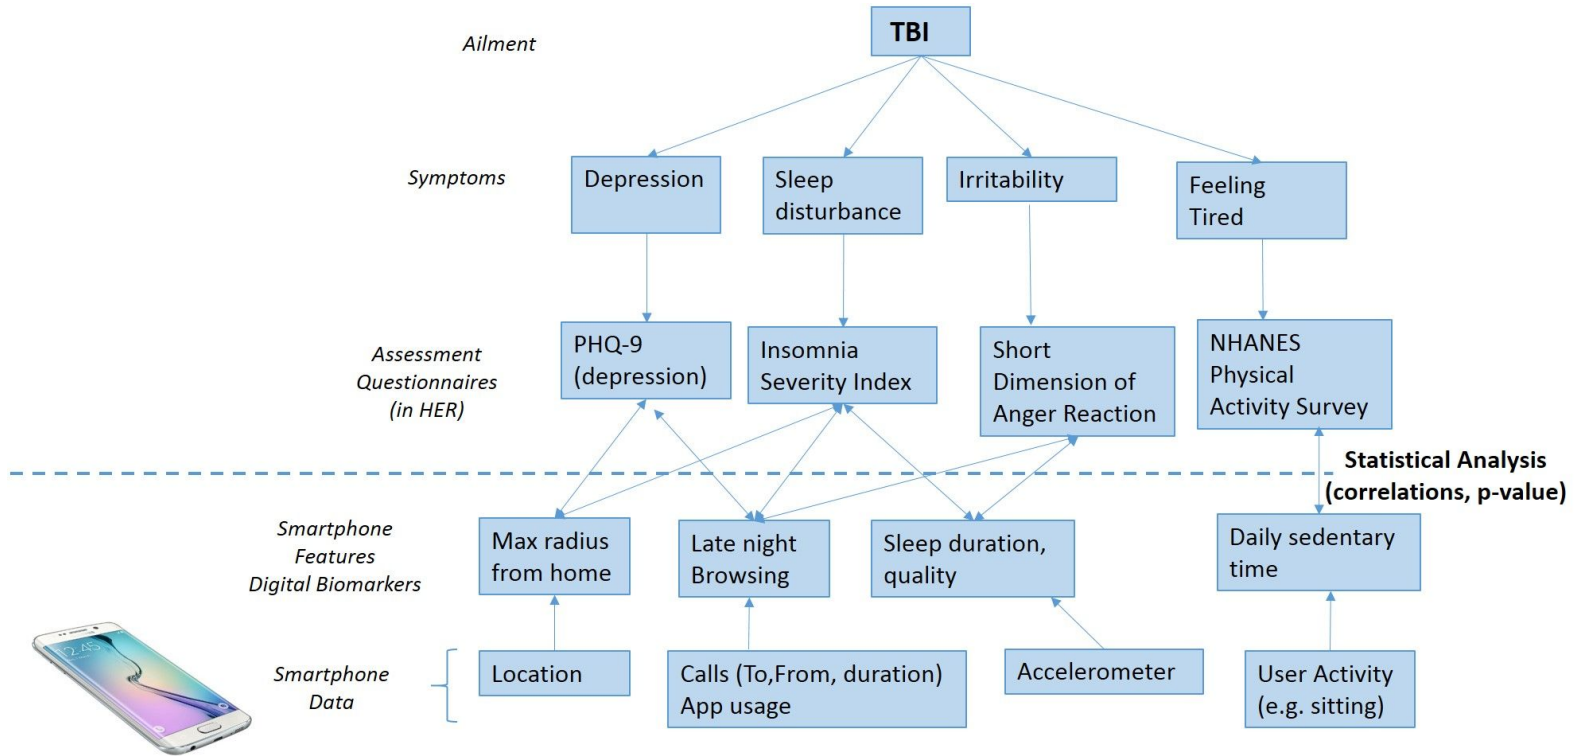 TBI
Ailment
Symptoms
Depression
Sleep
disturbance
Irritability
Feeling
Tired
Assessment
Questionnaires
(in HER)
PHQ-9
(depression)
Insomnia
Severity Index
Short
Dimension of
Anger Reaction
NHANES
Physical
Activity Survey
Statistical Analysis
(correlations, p-value)
Smartphone
Features
Digital Biomarkers
Max radius
from home
Late night
Browsing
Sleep duration,
quality
Daily sedentary
time
12:45
Smartphone
Data
Location
Calls (To,From, duration)
App usage
Accelerometer
User Activity
(e.g. sitting)